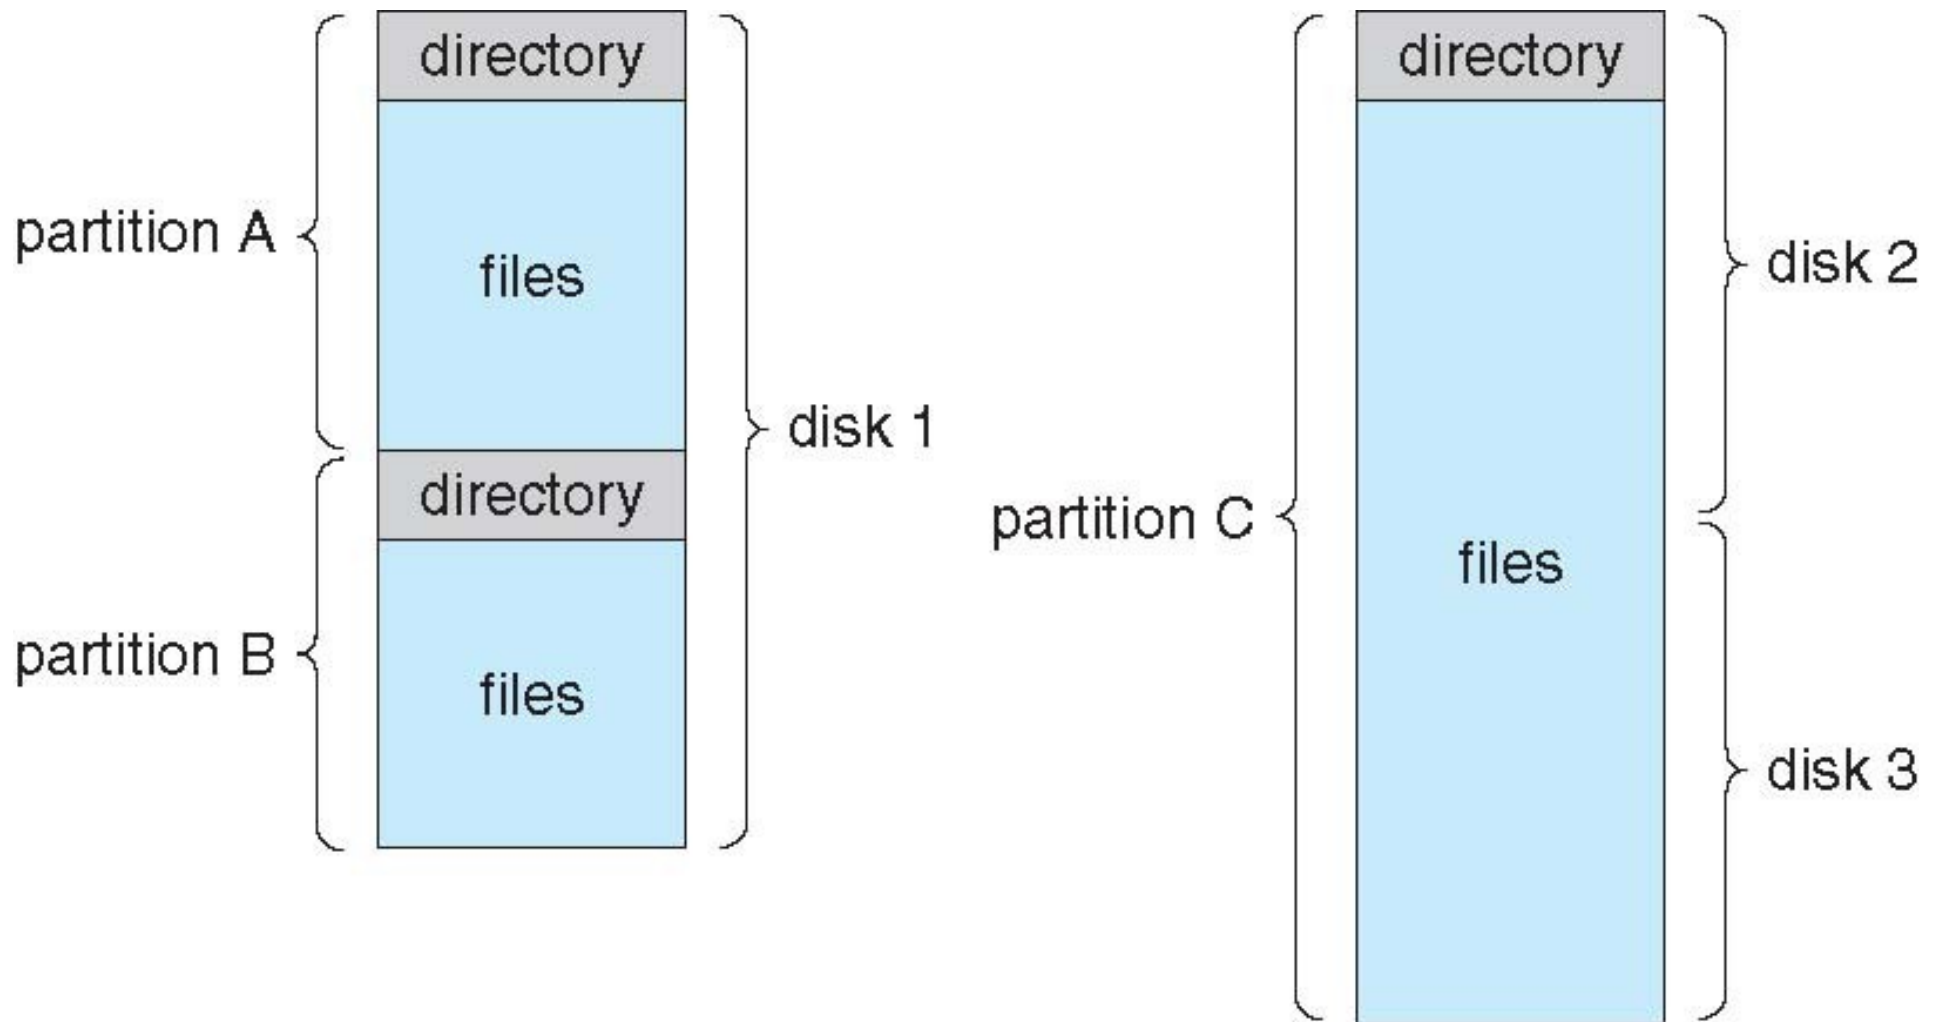 directory
partition A
files
disk 1
directory
partition B
files
directory
disk 2
partition C
files
disk 3